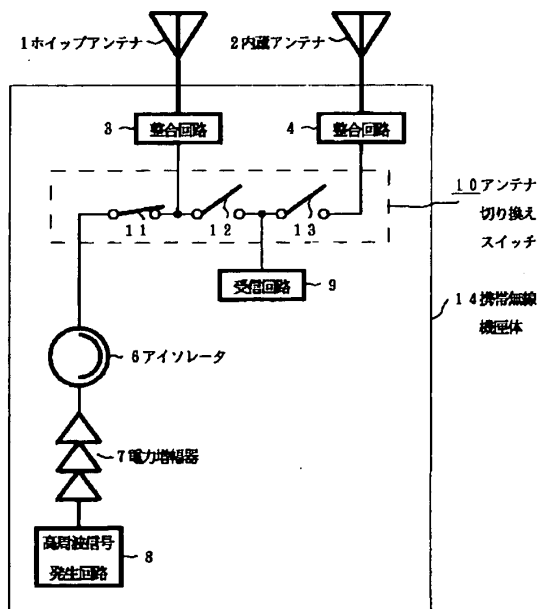 1ホイップアンテナ
2内蔵アンテナ
3 整合回路
4 整合回路
10アンテナ
切り換え
スイッチ
11
12
13
受信回路 9
14携帯無線
機匣体
6アイソレータ
7電力増幅器
高周波信号
発生回路 8